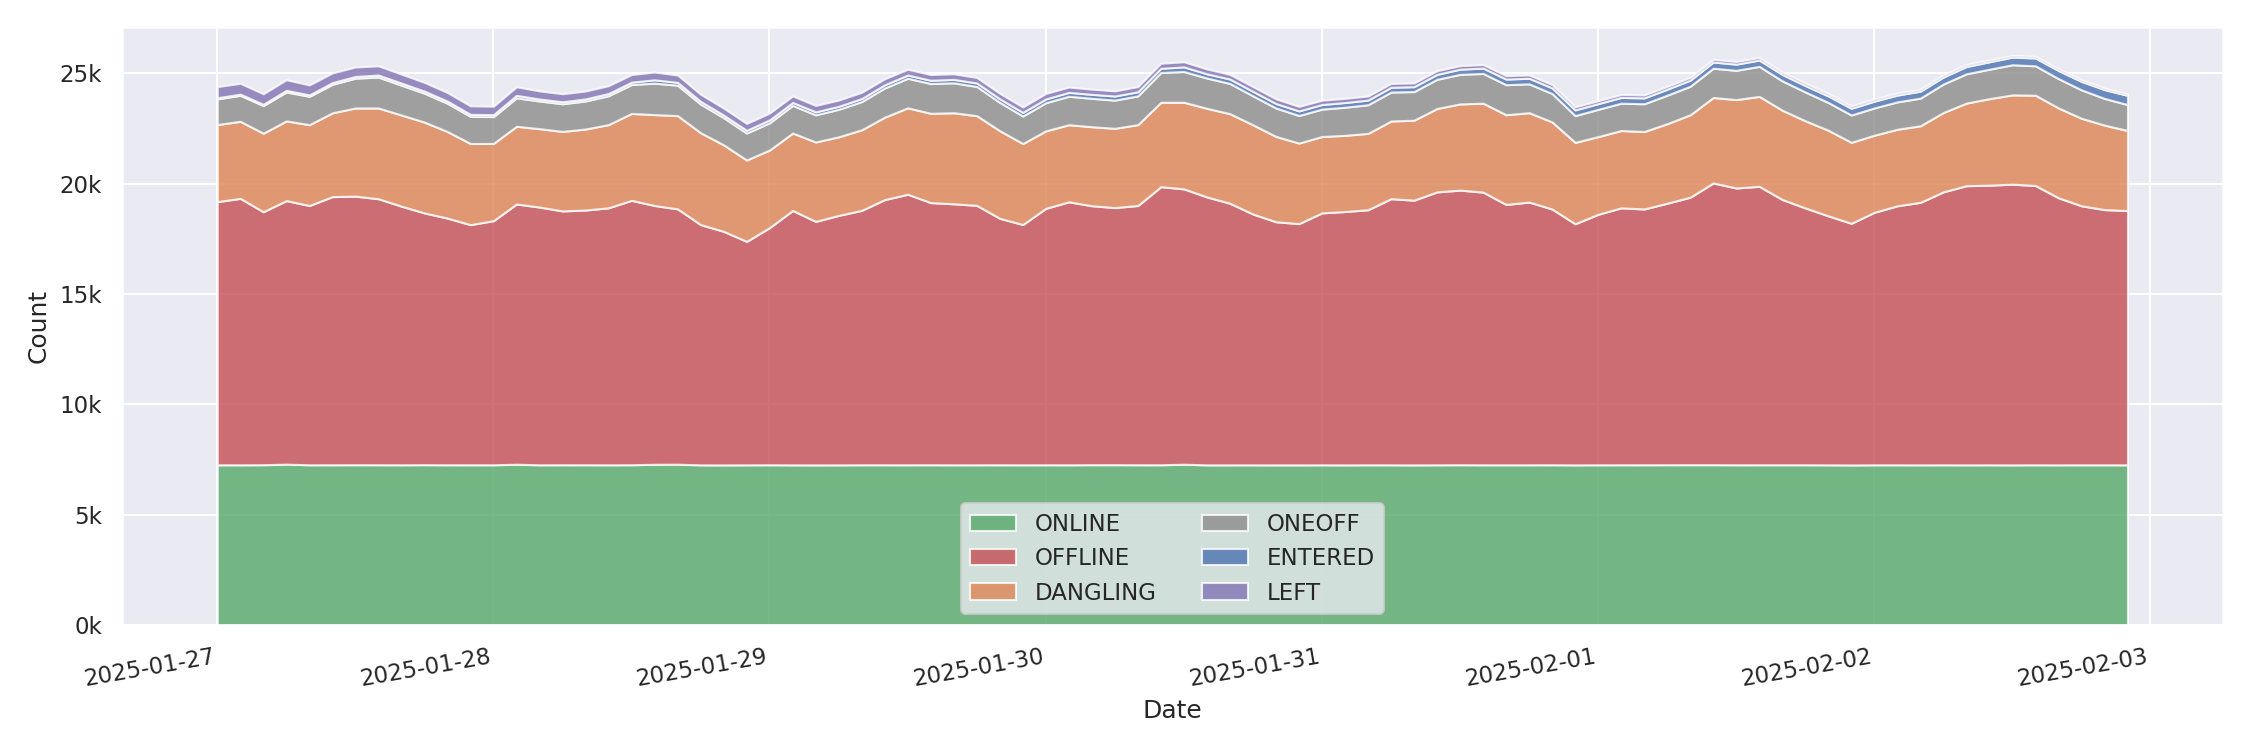 25k
20k
15k
10k
5k
0k
Count
ONLINE
OFFLINE
DANGLING
ONEOFF
ENTERED
LEFT
2025-01-27
2025-01-28
2025-01-29
2025-01-30
2025-01-31
2025-02-01
2025-02-02
2025-02-03
Date